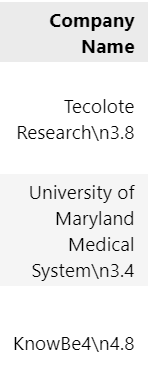 Company
Name
Tecolote
Research\n3.8
University of
Maryland
Medical
System\n3.4
KnowBe4\n4.8